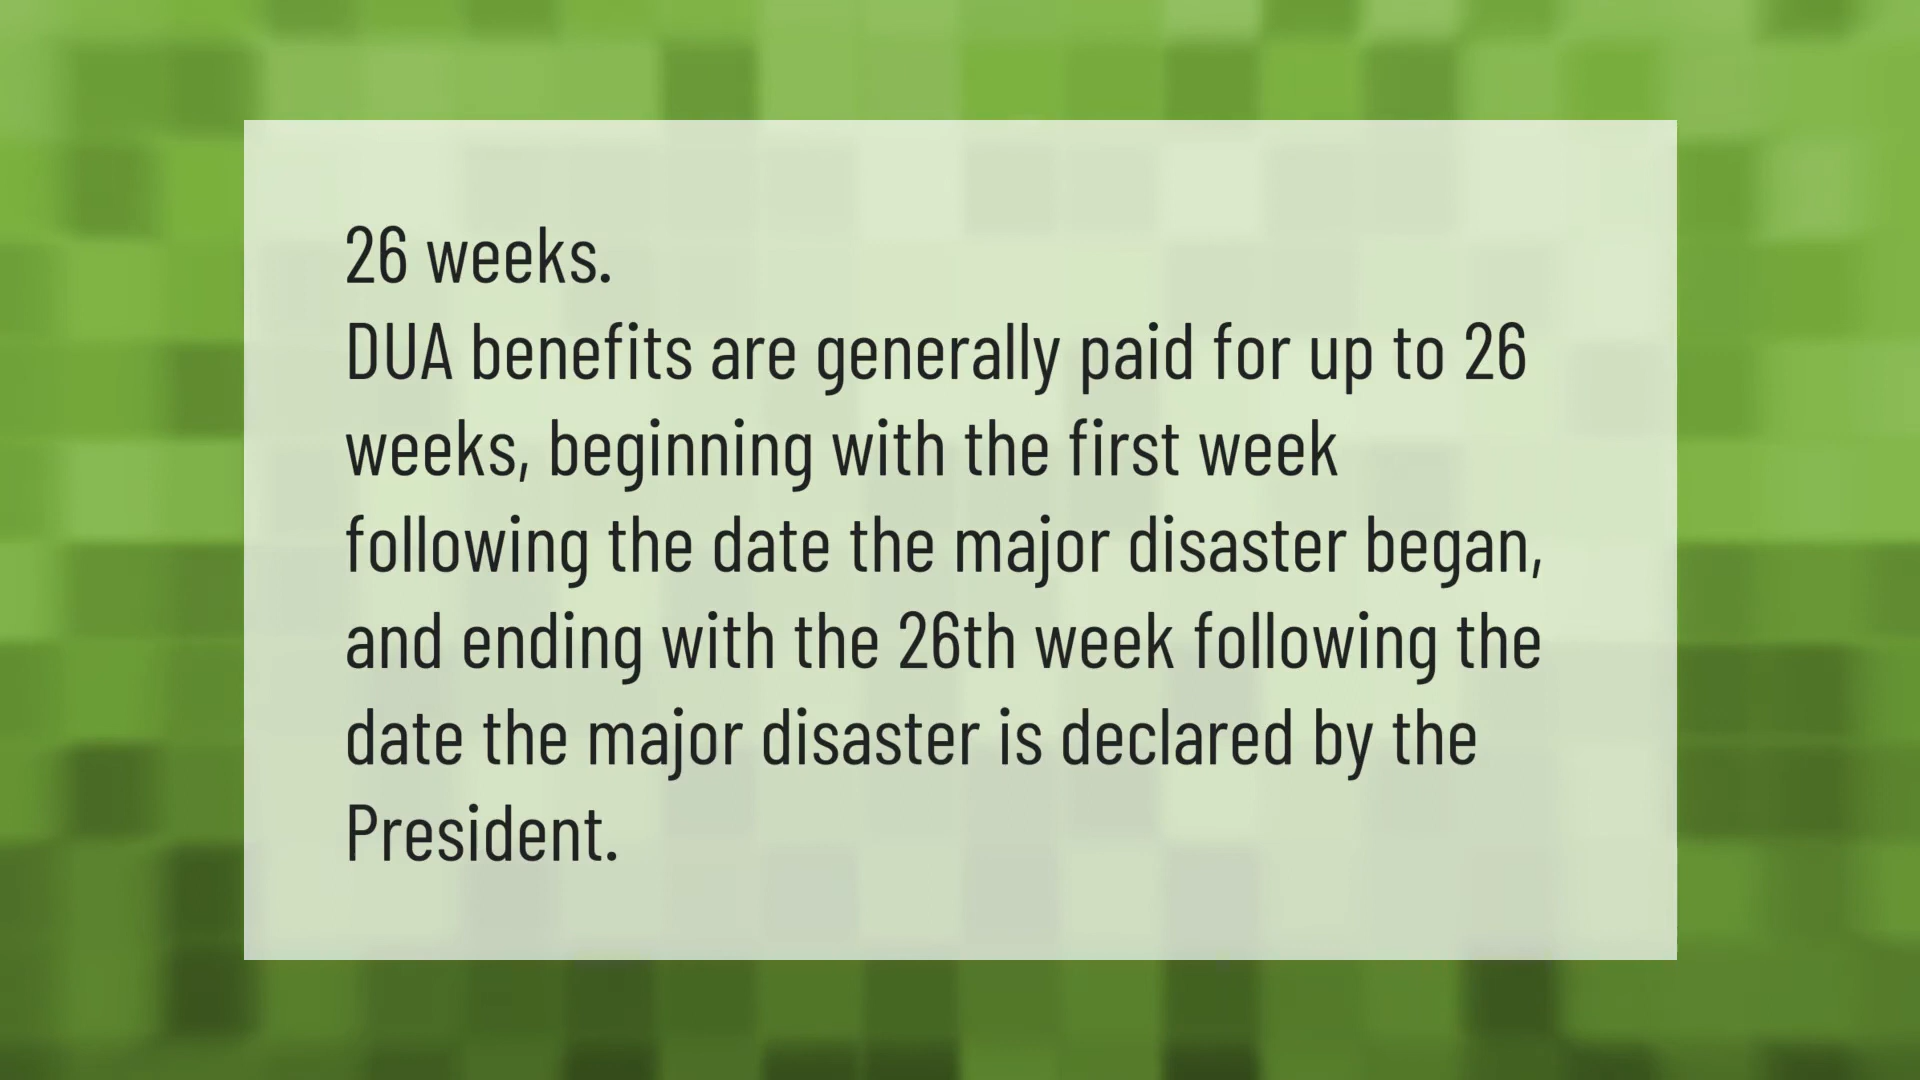 26 weeks.
DUA benefits are generally paid for up to 26
weeks, beginning with the first week
following the date the major disaster began,
and ending with the 26th week following the
date the major disaster is declared by the
President.